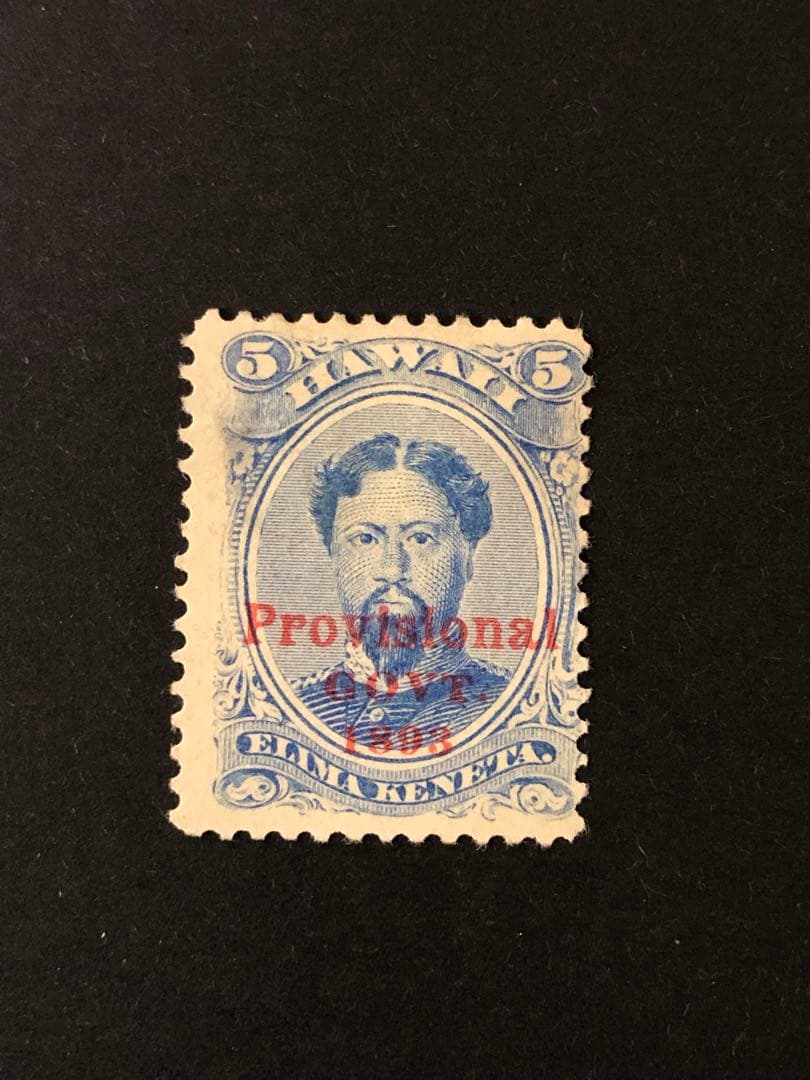 5 HAWAII 5
Provisional
GOVT.
1893
ELIMA KENETA.